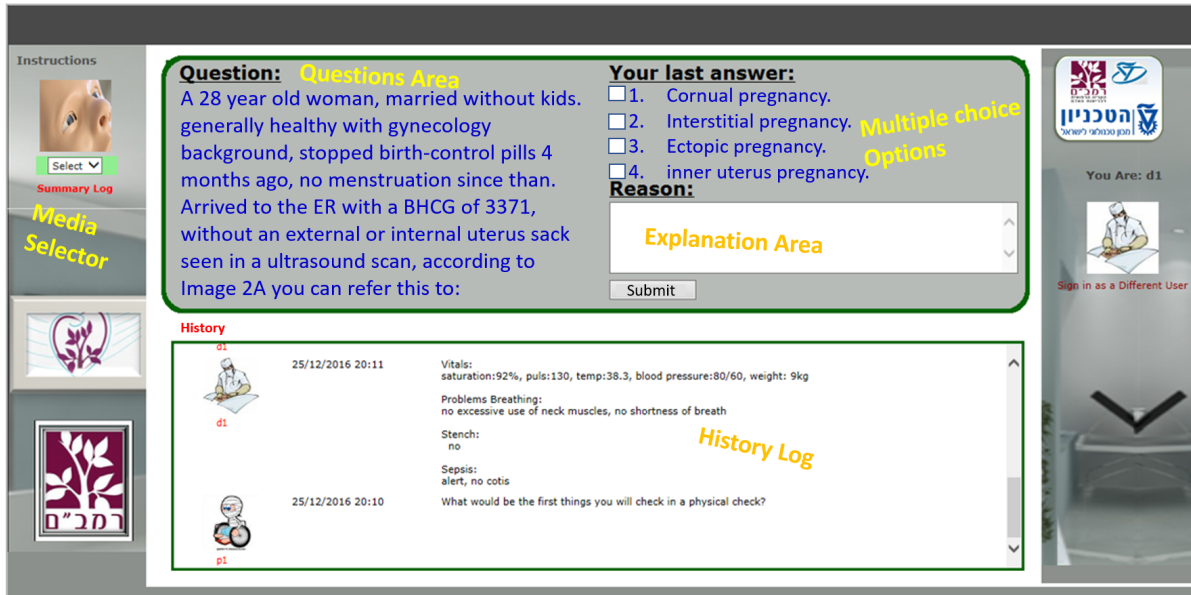 Instructions
Select
Summary Log
Media
Selector
רמב"ם
Question:
Questions Area
A 28 year old woman, married without kids.
generally healthy with gynecology
background, stopped birth-control pills 4
months ago, no menstruation since than.
Arrived to the ER with a BHCG of 3371,
without an external or internal uterus sack
seen in a ultrasound scan, according to
Image 2A you can refer this to:
Your last answer:
1. Cornual pregnancy.
2. Interstitial pregnancy.
3. Ectopic pregnancy.
4. inner uterus pregnancy.
Multiple choice
Options
Reason:
Explanation Area
Submit
History
d1
25/12/2016 20:11
Vitals:
saturation:92%, puls:130, temp:38.3, blood pressure:80/60, weight: 9kg
Problems Breathing:
no excessive use of neck muscles, no shortness of breath
Stench:
no
Sepsis:
alert, no cotis
d1
History Log
25/12/2016 20:10
What would be the first things you will check in a physical check?
p1
רמב"ם
הטכניון
מכון טכנולוגי לישראל
You Are: d1
Sign in as a Different User